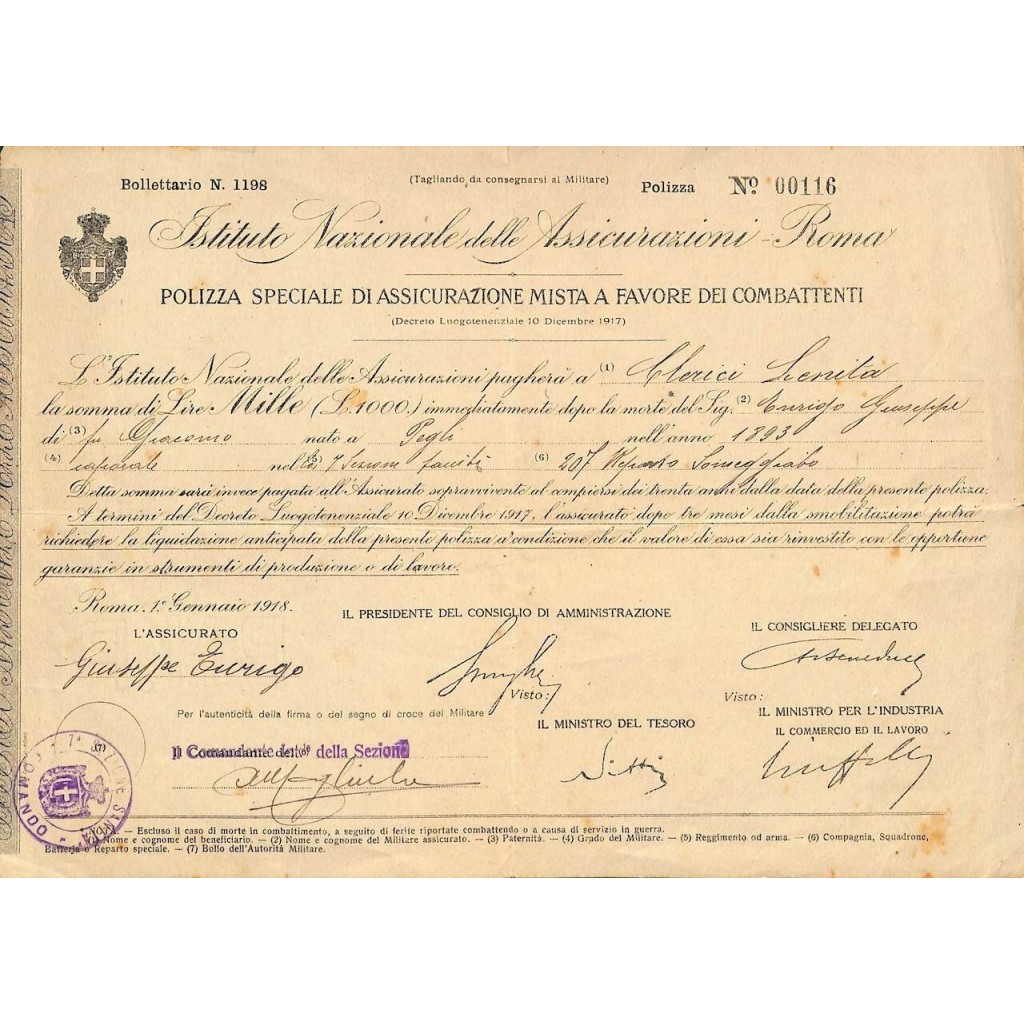 Bollettario N. 1198
(Tagliando da consegnarsi al Militare)
Polizza Nº 00116
Istituto Nazionale delle Assicurazioni - Roma
POLIZZA SPECIALE DI ASSICURAZIONE MISTA A FAVORE DEI COMBATTENTI
(Decreto Luogotenenziale 10 Dicembre 1917)
L'Istituto Nazionale delle Assicurazioni pagherà a (1) Clerici Lenita
la somma di Lire Mille (L. 1000.) immediatamente dopo la morte del Sig. (2) Eurigo Giuseppe
di (3) fu Giacomo nato a Pegli nell'anno 1893
(4) caporale nel (5) 7 Sezione sanità (6) 207 Reparto Someggiato
Detta somma sarà invece pagata all'Assicurato sopravvivente al compiersi dei trenta anni dalla data della presente polizza.
A termini del Decreto Luogotenenziale 10 Dicembre 1917, l'assicurato dopo tre mesi dalla smobilitazione potrà
richiedere la liquidazione anticipata della presente polizza a condizione che il valore di essa sia rinvestito con le opportune
garanzie in strumenti di produzione o di lavoro.
Roma, 1º Gennaio 1918.
IL PRESIDENTE DEL CONSIGLIO DI AMMINISTRAZIONE
IL CONSIGLIERE DELEGATO
L'ASSICURATO
Giuseppe Eurigo
Visto:
Visto:
Per l'autenticità della firma o del segno di croce del Militare
IL MINISTRO DEL TESORO
IL MINISTRO PER L'INDUSTRIA
IL COMMERCIO ED IL LAVORO
Il Comandante della Sezione
Nitti
(7)
COMANDO 7ª SEZIONE SANITÀ
NOTA. — Escluso il caso di morte in combattimento, a seguito di ferite riportate combattendo o a causa di servizio in guerra.
(1) Nome e cognome del beneficiario. — (2) Nome e cognome del Militare assicurato. — (3) Paternità. — (4) Grado del Militare. — (5) Reggimento od arma. — (6) Compagnia, Squadrone,
Batteria o Reparto speciale. — (7) Bollo dell'Autorità Militare.